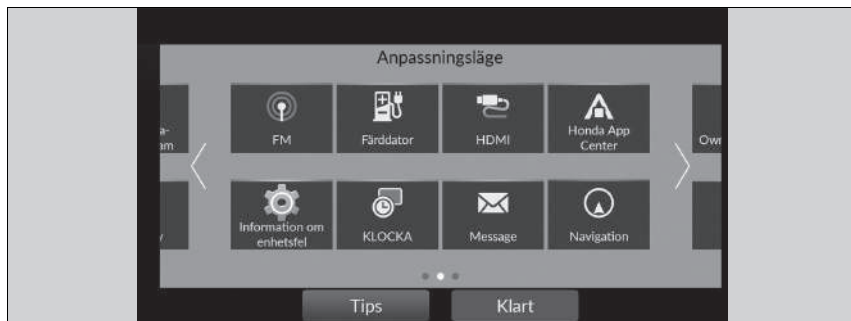 Anpassningsläge
FM
Färddator
HDMI
Honda App
Center
Information om
enhetsfel
KLOCKA
Message
Navigation
Tips
Klart